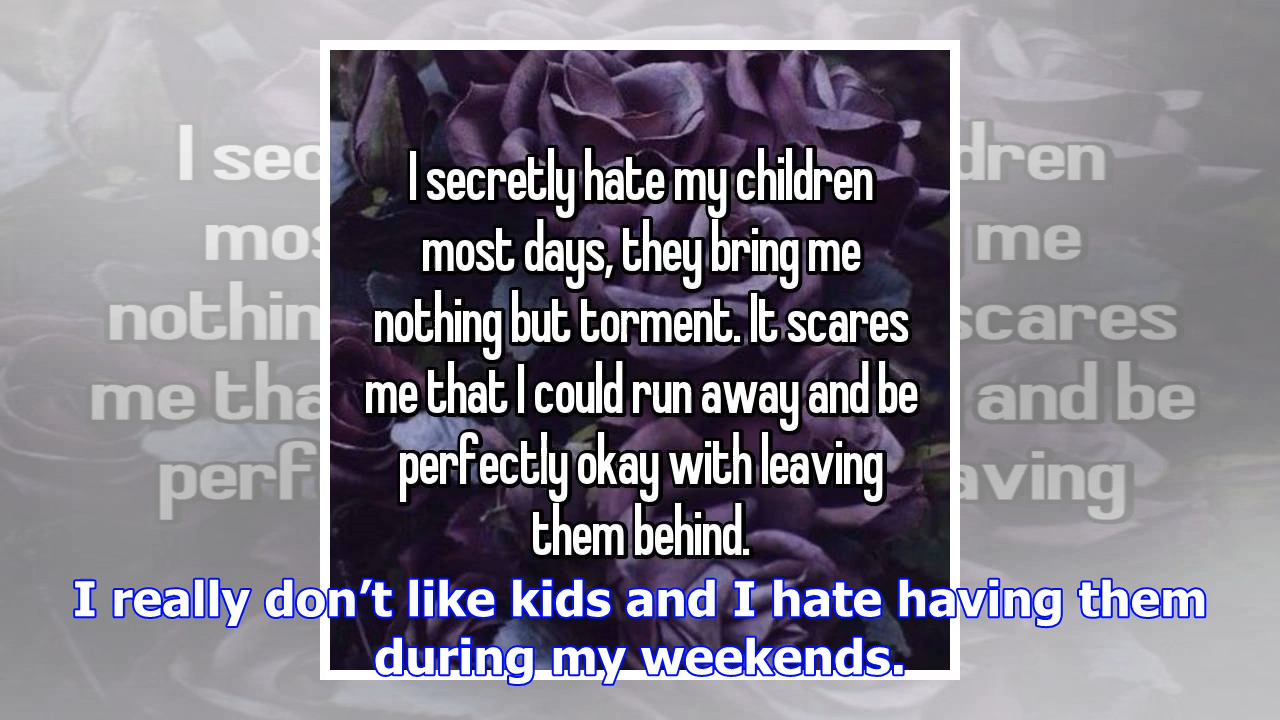 I secretly hate my children
most days, they bring me
nothing but torment. It scares
me that I could run away and be
perfectly okay with leaving
them behind.
I really don’t like kids and I hate having them
during my weekends.